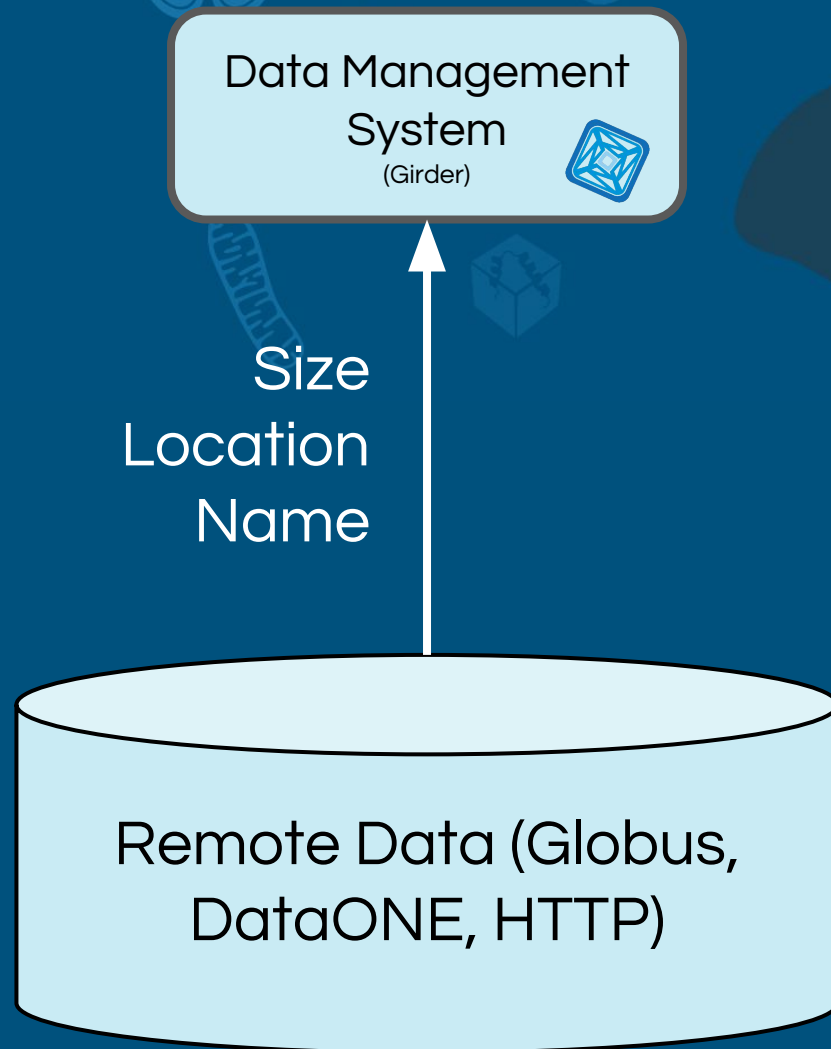 Data Management
System
(Girder)
Size
Location
Name
Remote Data (Globus,
DataONE, HTTP)